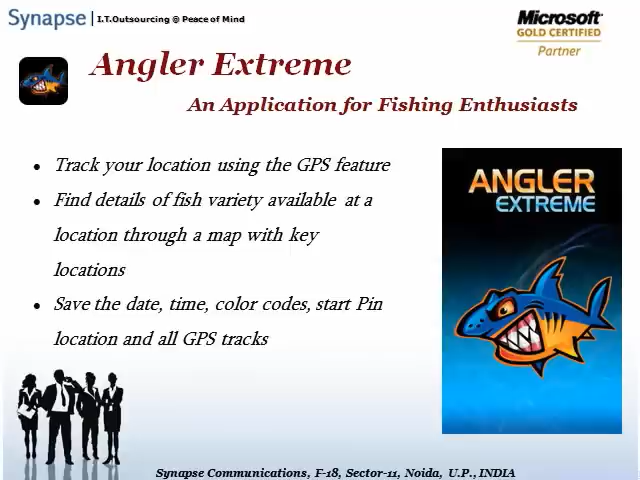 Synapse | I.T.Outsourcing @ Peace of Mind
Microsoft
GOLD CERTIFIED
Partner
Angler Extreme
An Application for Fishing Enthusiasts
• Track your location using the GPS feature
• Find details of fish variety available at a
location through a map with key
locations
• Save the date, time, color codes, start Pin
location and all GPS tracks
ANGLER
EXTREME
Synapse Communications, F-18, Sector-11, Noida, U.P., INDIA